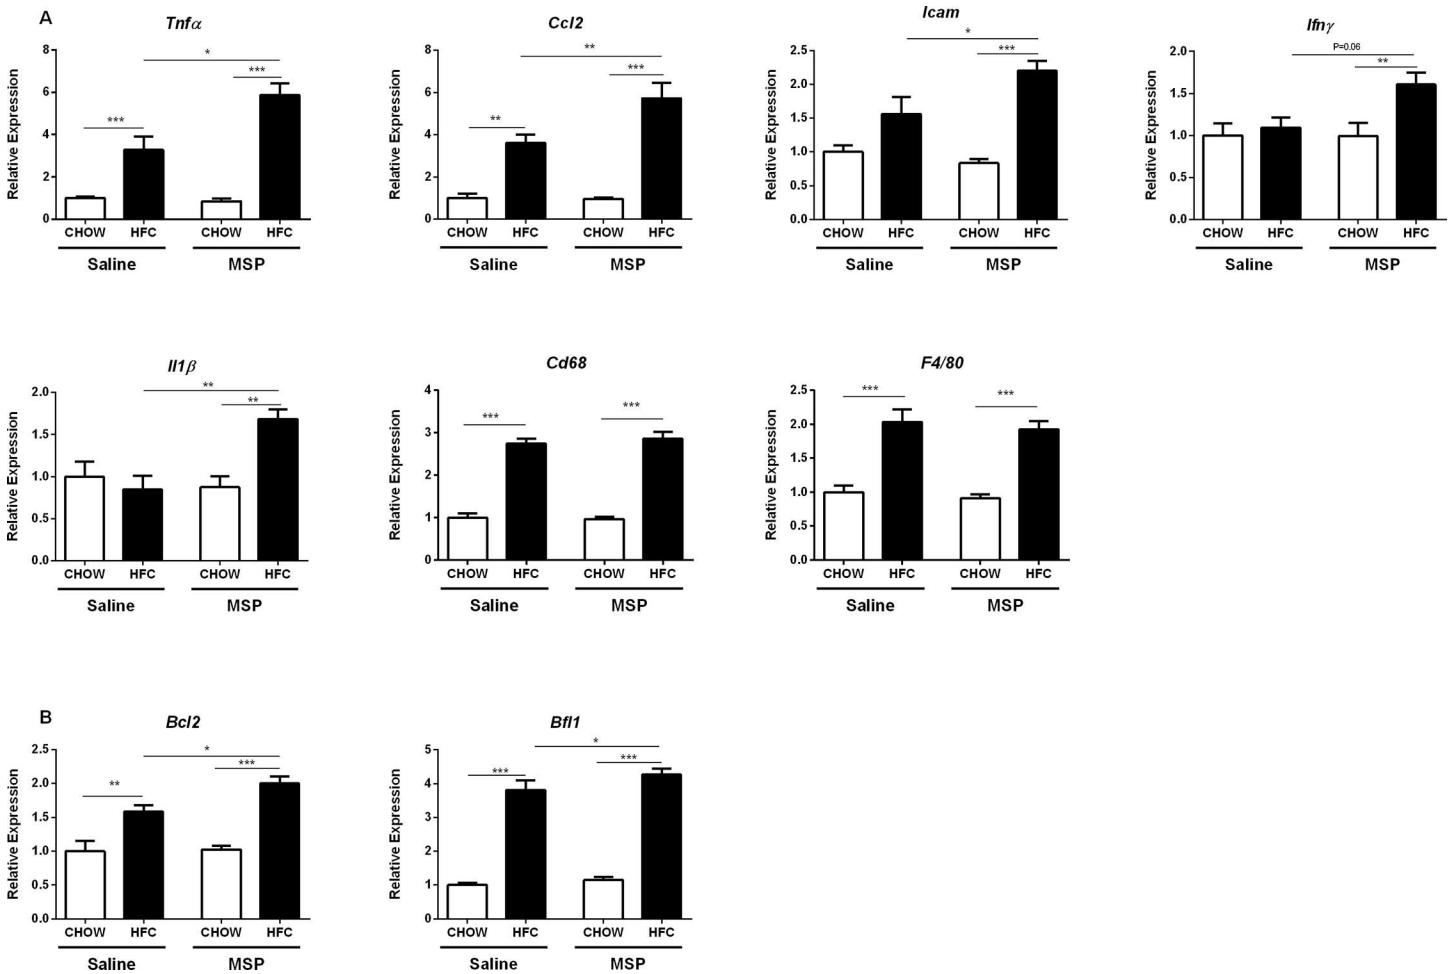 A
Tnfα
Relative Expression
8
6
4
2
0
***
*
***
CHOW HFC CHOW HFC
Saline MSP
Ccl2
Relative Expression
8
6
4
2
0
**
**
***
CHOW HFC CHOW HFC
Saline MSP
Icam
Relative Expression
2.5
2.0
1.5
1.0
0.5
0.0
*
***
CHOW HFC CHOW HFC
Saline MSP
Ifnγ
Relative Expression
2.0
1.5
1.0
0.5
0.0
P=0.06
**
CHOW HFC CHOW HFC
Saline MSP
Il1β
Relative Expression
2.0
1.5
1.0
0.5
0.0
**
**
CHOW HFC CHOW HFC
Saline MSP
Cd68
Relative Expression
4
3
2
1
0
*** ***
CHOW HFC CHOW HFC
Saline MSP
F4/80
Relative Expression
2.5
2.0
1.5
1.0
0.5
0.0
*** ***
CHOW HFC CHOW HFC
Saline MSP
B
Bcl2
Relative Expression
2.5
2.0
1.5
1.0
0.5
0.0
*
***
**
CHOW HFC CHOW HFC
Saline MSP
Bfl1
Relative Expression
5
4
3
2
1
0
*
***
***
CHOW HFC CHOW HFC
Saline MSP